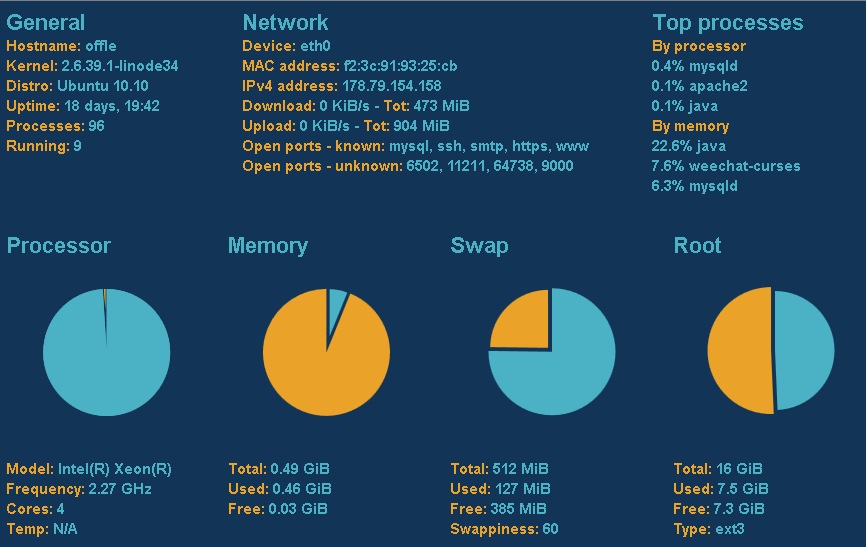 General
Hostname: offle
Kernel: 2.6.39.1-linode34
Distro: Ubuntu 10.10
Uptime: 18 days, 19:42
Processes: 96
Running: 9
Network
Device: eth0
MAC address: f2:3c:91:93:25:cb
IPv4 address: 178.79.154.158
Download: 0 KiB/s - Tot: 473 MiB
Upload: 0 KiB/s - Tot: 904 MiB
Open ports - known: mysql, ssh, smtp, https, www
Open ports - unknown: 6502, 11211, 64738, 9000
Top processes
By processor
0.4% mysqld
0.1% apache2
0.1% java
By memory
22.6% java
7.6% weechat-curses
6.3% mysqld
Processor
Model: Intel(R) Xeon(R)
Frequency: 2.27 GHz
Cores: 4
Temp: N/A
Memory
Total: 0.49 GiB
Used: 0.46 GiB
Free: 0.03 GiB
Swap
Total: 512 MiB
Used: 127 MiB
Free: 385 MiB
Swappiness: 60
Root
Total: 16 GiB
Used: 7.5 GiB
Free: 7.3 GiB
Type: ext3